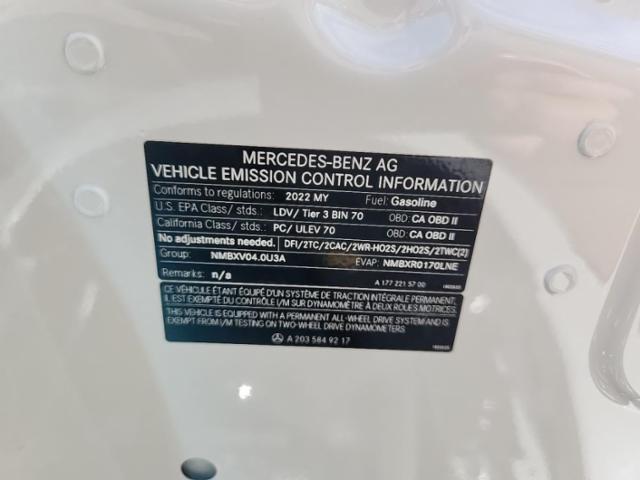 MERCEDES-BENZ AG
VEHICLE EMISSION CONTROL INFORMATION
Conforms to regulations: 2022 MY Fuel: Gasoline
U.S. EPA Class/ stds.: LDV/ Tier 3 BIN 70 OBD: CA OBD II
California Class/ stds.: PC/ ULEV 70 OBD: CA OBD II
No adjustments needed. DFI/2TC/2CAC/2WR-HO2S/2HO2S/2TWC(2)
Group: NMBXV04.0U3A EVAP: NMBXR0170LNE
Remarks: n/a
A 177 221 57 00
CE VÉHICULE ÉTANT ÉQUIPÉ D'UN SYSTÈME DE TRACTION INTÉGRALE PERMANENT,
IL EST EXEMPTÉ DU CONTRÔLE I/M SUR DYNAMOMÈTRE À DEUX ROUES MOTRICES.
THIS VEHICLE IS EQUIPPED WITH A PERMANENT ALL-WHEEL DRIVE SYSTEM AND IS
EXEMPT FROM I/M TESTING ON TWO-WHEEL DRIVE DYNAMOMETERS
A 203 584 92 17